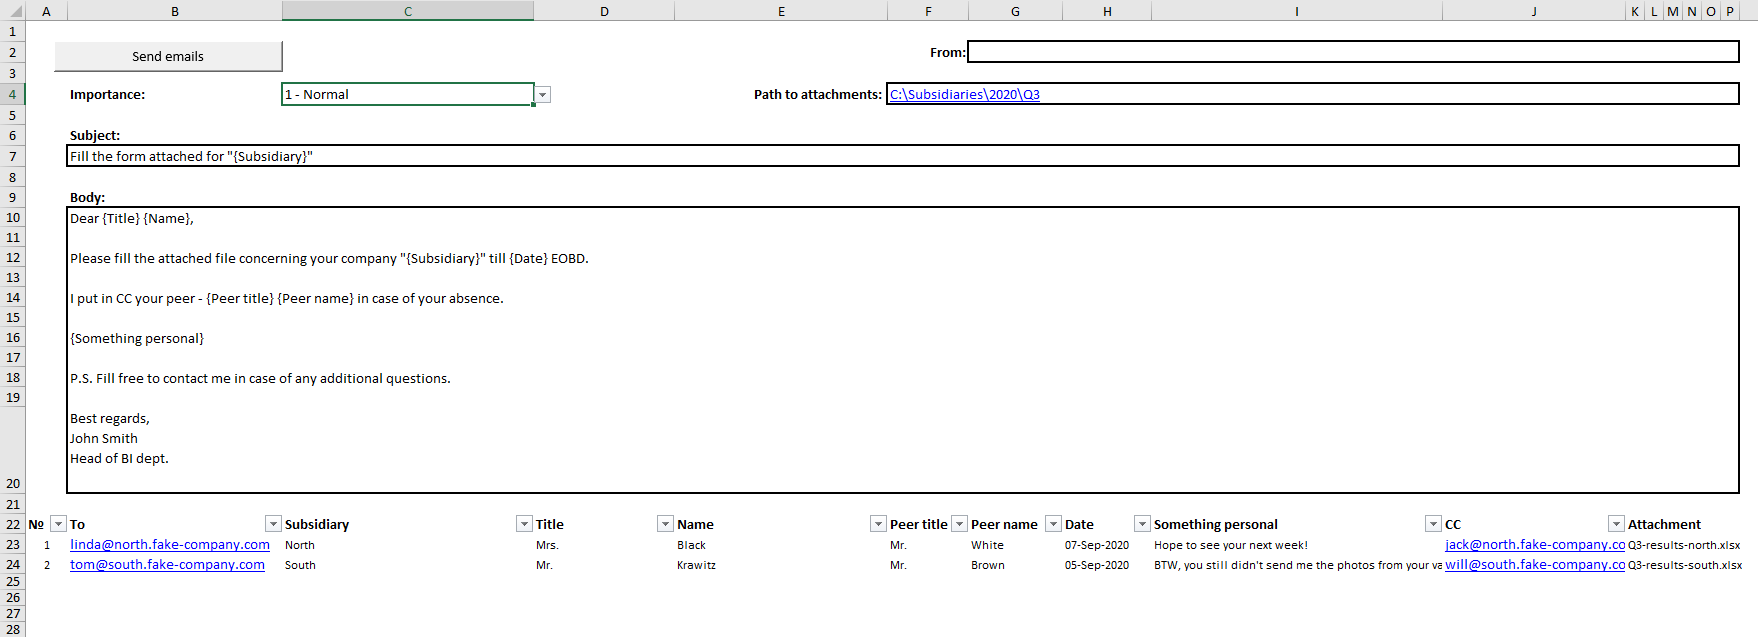 A B C D E F G H I J K L M N O P
1
2 Send emails From:
3
4 Importance: 1 - Normal Path to attachments: C:\Subsidiaries\2020\Q3
5
6 Subject:
7 Fill the form attached for "{Subsidiary}"
8
9 Body:
10 Dear {Title} {Name},
11
12 Please fill the attached file concerning your company "{Subsidiary}" till {Date} EOBD.
13
14 I put in CC your peer - {Peer title} {Peer name} in case of your absence.
15
16 {Something personal}
17
18 P.S. Fill free to contact me in case of any additional questions.
19
Best regards,
John Smith
Head of BI dept.
20
21
22 № To Subsidiary Title Name Peer title Peer name Date Something personal CC Attachment
23 1 linda@north.fake-company.com North Mrs. Black Mr. White 07-Sep-2020 Hope to see your next week! jack@north.fake-company.co Q3-results-north.xlsx
24 2 tom@south.fake-company.com South Mr. Krawitz Mr. Brown 05-Sep-2020 BTW, you still didn't send me the photos from your va will@south.fake-company.co Q3-results-south.xlsx
25
26
27
28